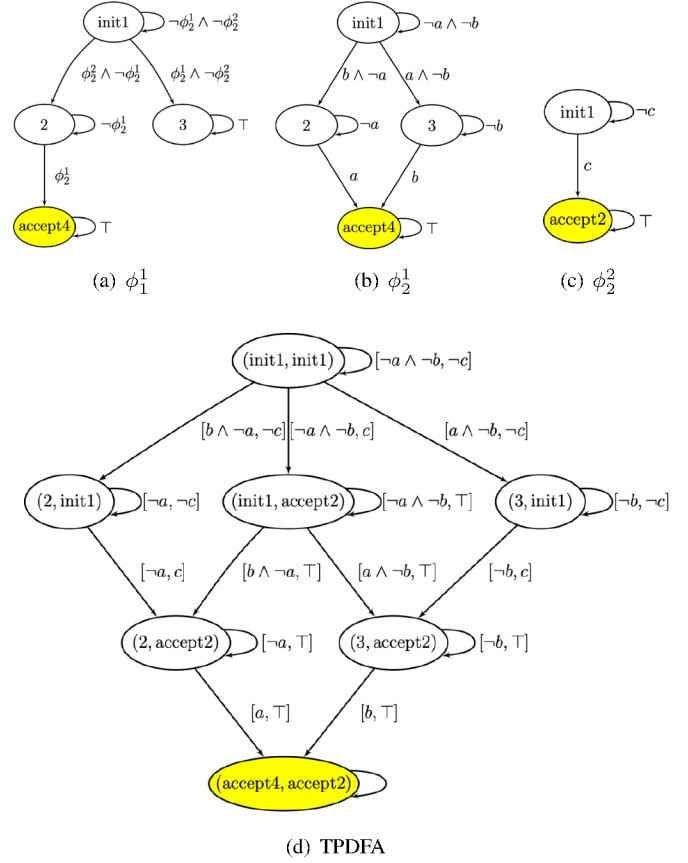 init1 ¬ϕ₂¹ ∧ ¬ϕ₂²
ϕ₂² ∧ ¬ϕ₂¹ ϕ₂¹ ∧ ¬ϕ₂²
2 ¬ϕ₂¹ 3 ⊤
ϕ₂¹
accept4 ⊤
(a) ϕ₁¹
init1 ¬a ∧ ¬b
b ∧ ¬a a ∧ ¬b
2 ¬a 3 ¬b
a b
accept4 ⊤
(b) ϕ₂¹
init1 ¬c
c
accept2 ⊤
(c) ϕ₂²
(init1, init1) [¬a ∧ ¬b, ¬c]
[b ∧ ¬a, ¬c] [¬a ∧ ¬b, c] [a ∧ ¬b, ¬c]
(2, init1) [¬a, ¬c] (init1, accept2) [¬a ∧ ¬b, ⊤] (3, init1) [¬b, ¬c]
[¬a, c] [b ∧ ¬a, ⊤] [a ∧ ¬b, ⊤] [¬b, c]
(2, accept2) [¬a, ⊤] (3, accept2) [¬b, ⊤]
[a, ⊤] [b, ⊤]
(accept4, accept2)
(d) TPDFA